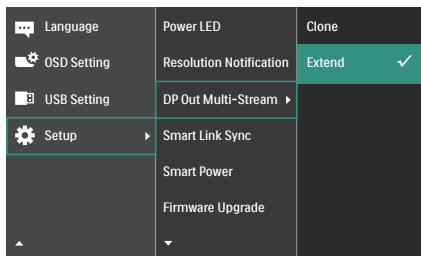 Language
OSD Setting
USB Setting
Setup
Power LED
Resolution Notification
DP Out Multi-Stream
Smart Link Sync
Smart Power
Firmware Upgrade
Clone
Extend